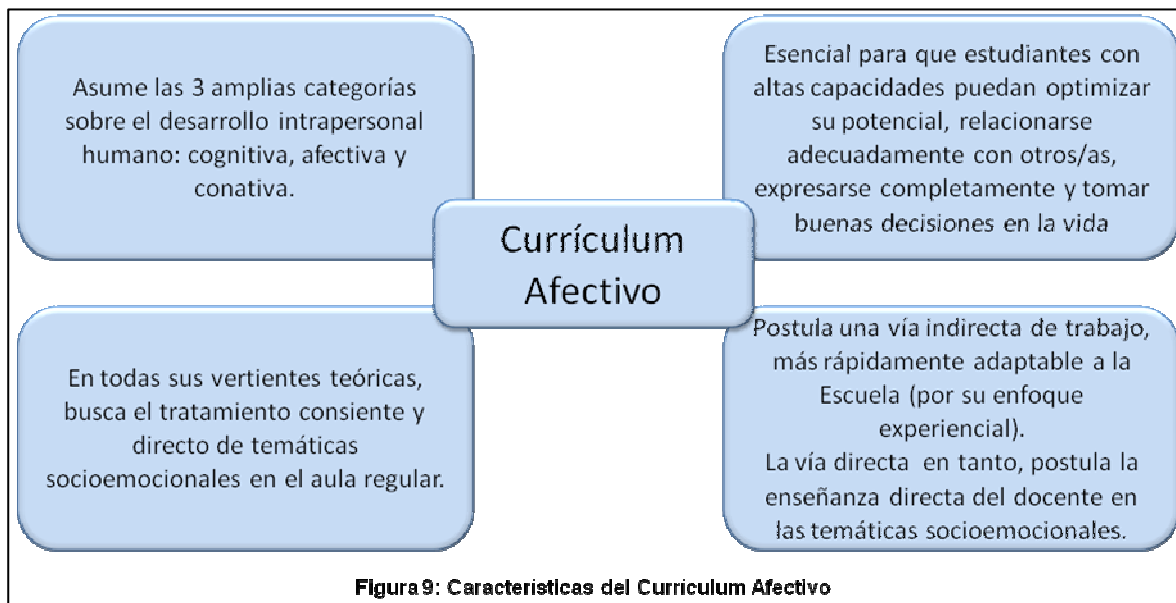 Asume las 3 amplias categorías
sobre el desarrollo intrapersonal
humano: cognitiva, afectiva y
conativa.
Esencial para que estudiantes con
altas capacidades puedan optimizar
su potencial, relacionarse
adecuadamente con otros/as,
expresarse completamente y tomar
buenas decisiones en la vida
Currículum
Afectivo
En todas sus vertientes teóricas,
busca el tratamiento consiente y
directo de temáticas
socioemocionales en el aula regular.
Postula una vía indirecta de trabajo,
más rápidamente adaptable a la
Escuela (por su enfoque
experiencial).
La vía directa en tanto, postula la
enseñanza directa del docente en
las temáticas socioemocionales.
Figura 9: Características del Curriculum Afectivo